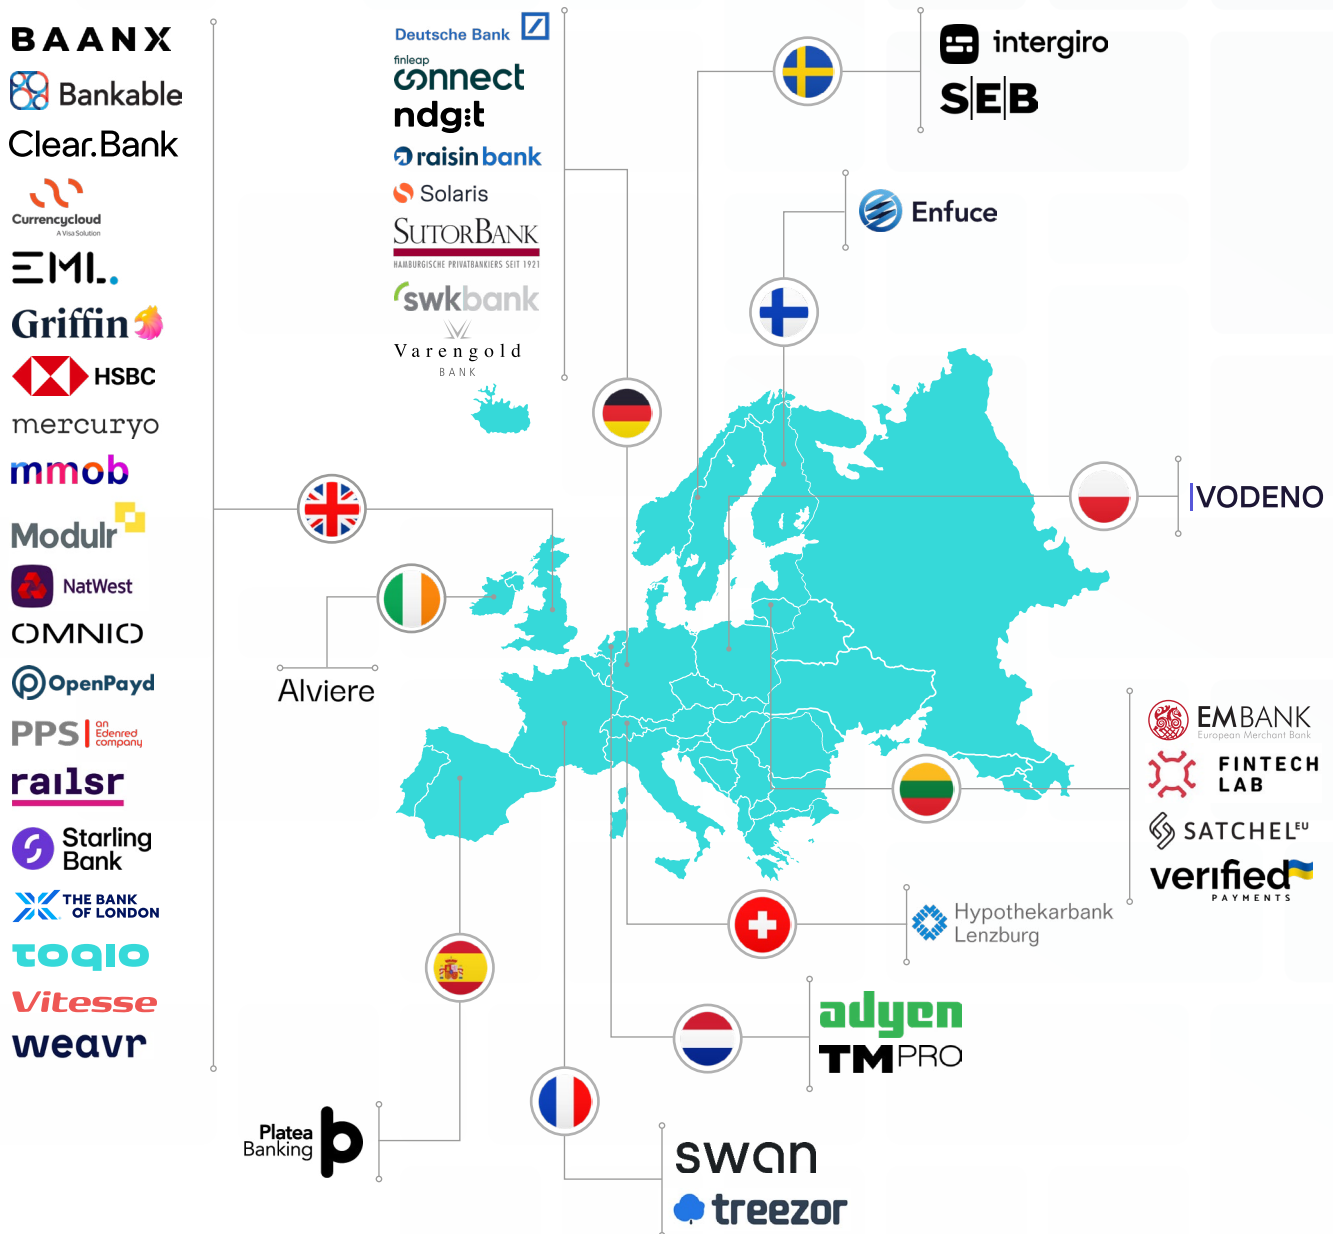 BAANX
Bankable
Clear.Bank
Currencycloud
A Visa Solution
EML.
Griffin
HSBC
mercuryo
mmob
Modulr
NatWest
OMNIO
OpenPayd
PPS
an
Edenred
company
railsr
Starling
Bank
THE BANK
OF LONDON
TOQIO
Vitesse
weavr
Deutsche Bank
finleap
connect
ndgit
raisin bank
Solaris
SUTORBANK
HAMBURGISCHE PRIVATBANKIERS SEIT 1921
swkbank
Varengold
BANK
intergiro
S|E|B
Enfuce
VODENO
Alviere
EMBANK
European Merchant Bank
FINTECH
LAB
SATCHEL EU
verified
PAYMENTS
Hypothekarbank
Lenzburg
adyen
TM PRO
Platea
Banking
swan
treezor